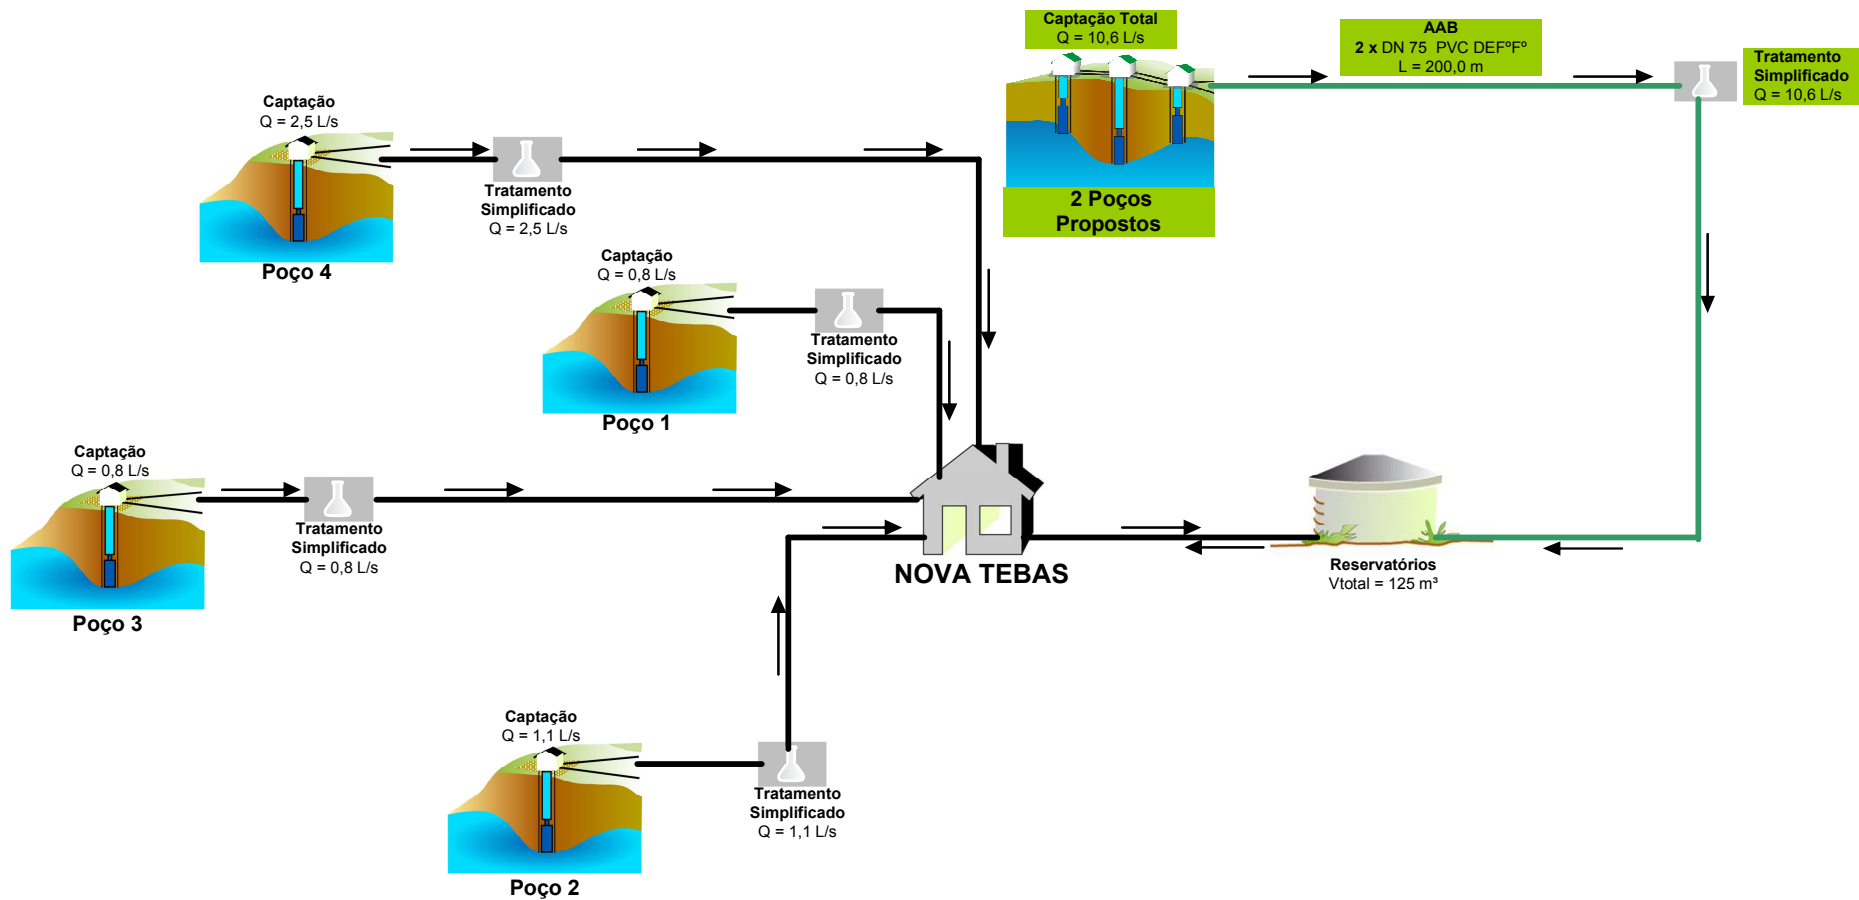 Captação Total
Q = 10,6 L/s
AAB
2 x DN 75 PVC DEFºFº
L = 200,0 m
Tratamento
Simplificado
Q = 10,6 L/s
2 Poços
Propostos
Captação
Q = 2,5 L/s
Tratamento
Simplificado
Q = 2,5 L/s
Poço 4
Captação
Q = 0,8 L/s
Tratamento
Simplificado
Q = 0,8 L/s
Poço 1
Captação
Q = 0,8 L/s
Tratamento
Simplificado
Q = 0,8 L/s
Poço 3
NOVA TEBAS
Reservatórios
Vtotal = 125 m³
Captação
Q = 1,1 L/s
Tratamento
Simplificado
Q = 1,1 L/s
Poço 2